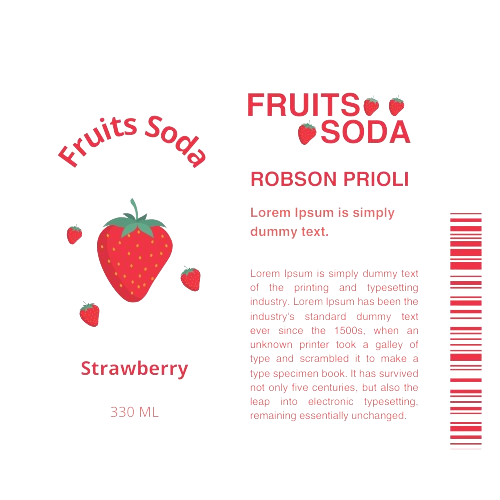 Fruits Soda
Strawberry
330 ML
FRUITS
SODA
ROBSON PRIOLI
Lorem Ipsum is simply
dummy text.
Lorem Ipsum is simply dummy text
of the printing and typesetting
industry. Lorem Ipsum has been the
industry's standard dummy text
ever since the 1500s, when an
unknown printer took a galley of
type and scrambled it to make a
type specimen book. It has survived
not only five centuries, but also the
leap into electronic typesetting,
remaining essentially unchanged.